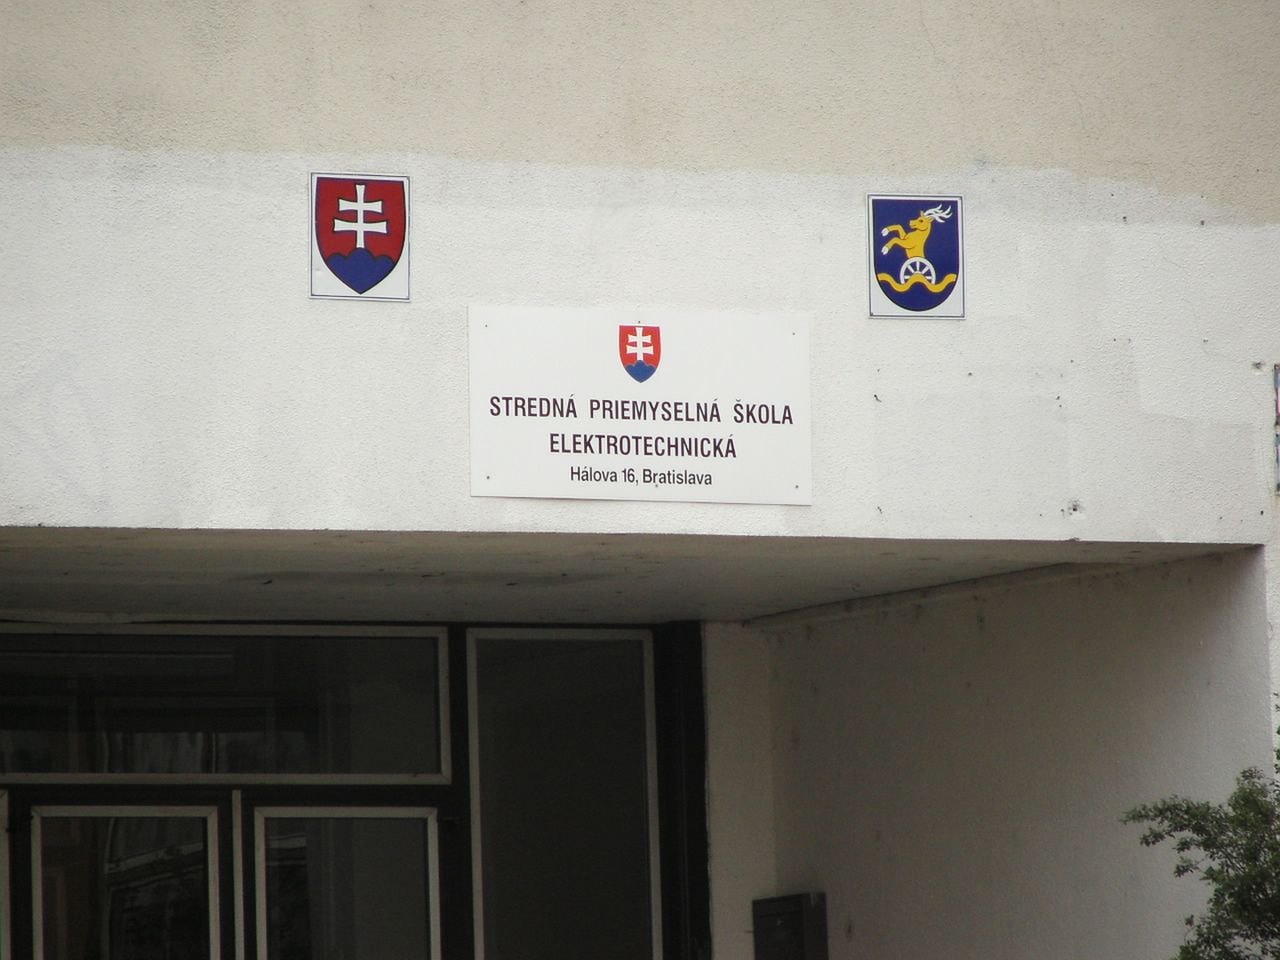 STREDNÁ PRIEMYSELNÁ ŠKOLA
ELEKTROTECHNICKÁ
Hálova 16, Bratislava